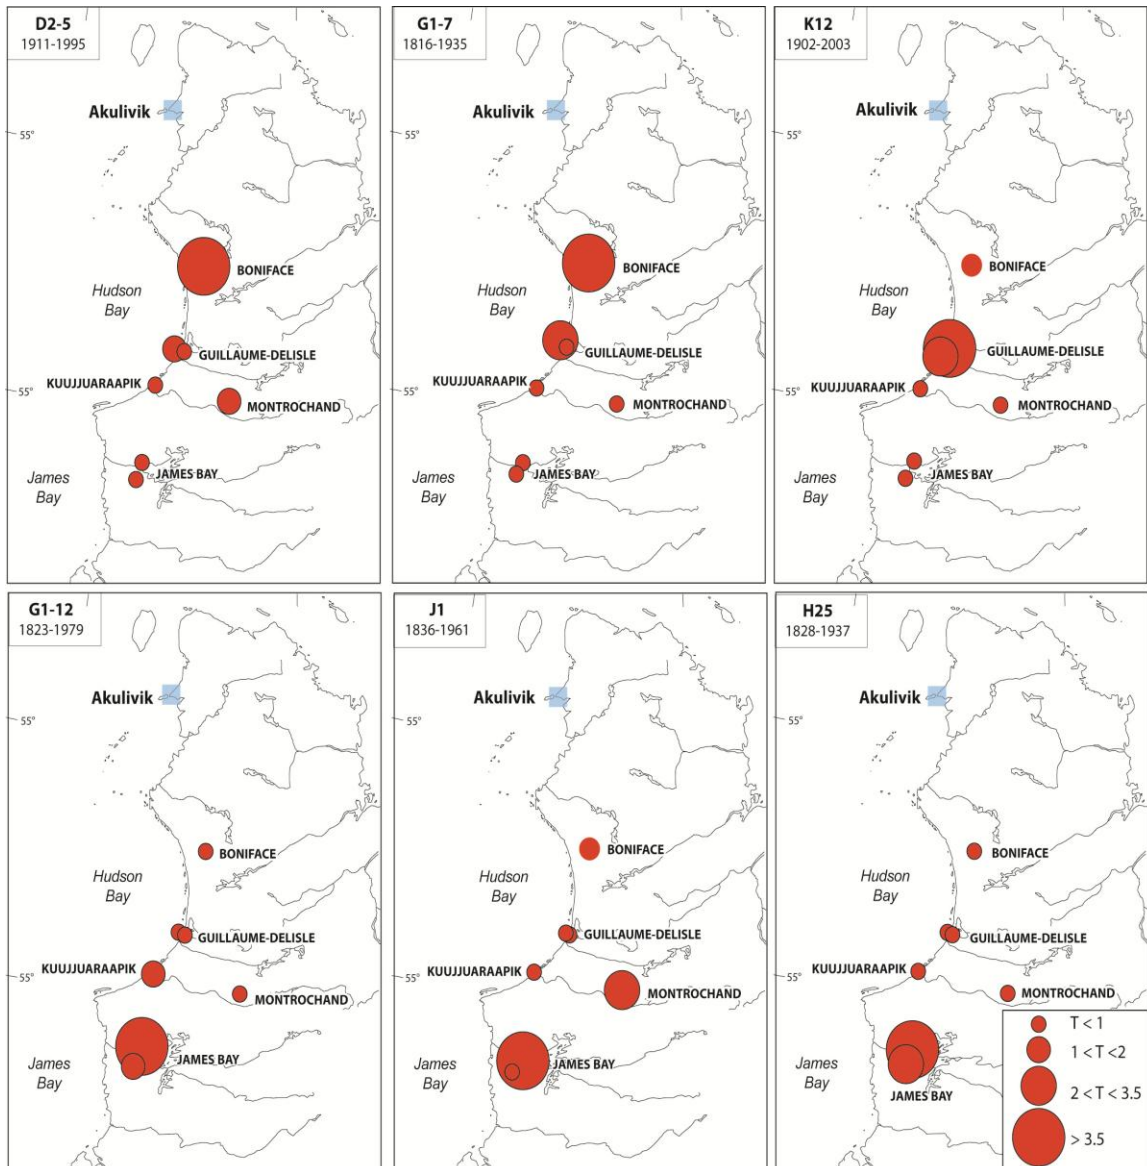 D2-5
1911-1995
Akulivik
55°
BONIFACE
Hudson
Bay
GUILLAUME-DELISLE
KUUJJUARAAPIK
55°
MONTROCHAND
JAMES BAY
James
Bay
G1-7
1816-1935
Akulivik
55°
BONIFACE
Hudson
Bay
GUILLAUME-DELISLE
KUUJJUARAAPIK
55°
MONTROCHAND
JAMES BAY
James
Bay
K12
1902-2003
Akulivik
55°
BONIFACE
Hudson
Bay
GUILLAUME-DELISLE
KUUJJUARAAPIK
55°
MONTROCHAND
JAMES BAY
James
Bay
G1-12
1823-1979
Akulivik
55°
BONIFACE
Hudson
Bay
GUILLAUME-DELISLE
KUUJJUARAAPIK
55°
MONTROCHAND
JAMES BAY
James
Bay
J1
1836-1961
Akulivik
55°
BONIFACE
Hudson
Bay
GUILLAUME-DELISLE
KUUJJUARAAPIK
55°
MONTROCHAND
JAMES BAY
James
Bay
H25
1828-1937
Akulivik
55°
BONIFACE
Hudson
Bay
GUILLAUME-DELISLE
KUUJJUARAAPIK
55°
MONTROCHAND
James
Bay
JAMES BAY
T < 1
1 < T <2
2 < T < 3.5
> 3.5